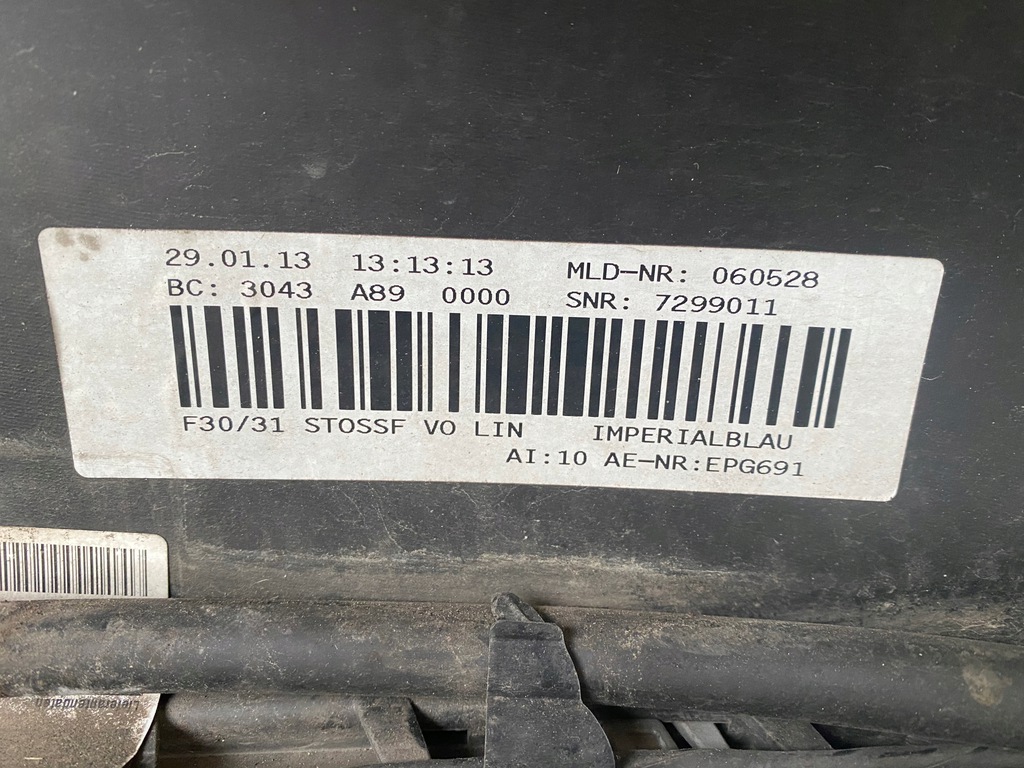 29.01.13 13:13:13 MLD-NR: 060528
BC: 3043 A89 0000 SNR: 7299011
F30/31 STOSSF VO LIN IMPERIALBLAU
AI:10 AE-NR:EPG691
Lieferantendaten